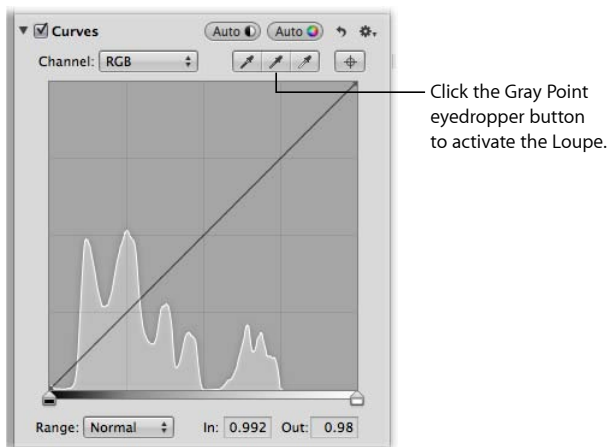 Curves Auto Auto
Channel: RGB
Click the Gray Point
eyedropper button
to activate the Loupe.
Range: Normal In: 0.992 Out: 0.98